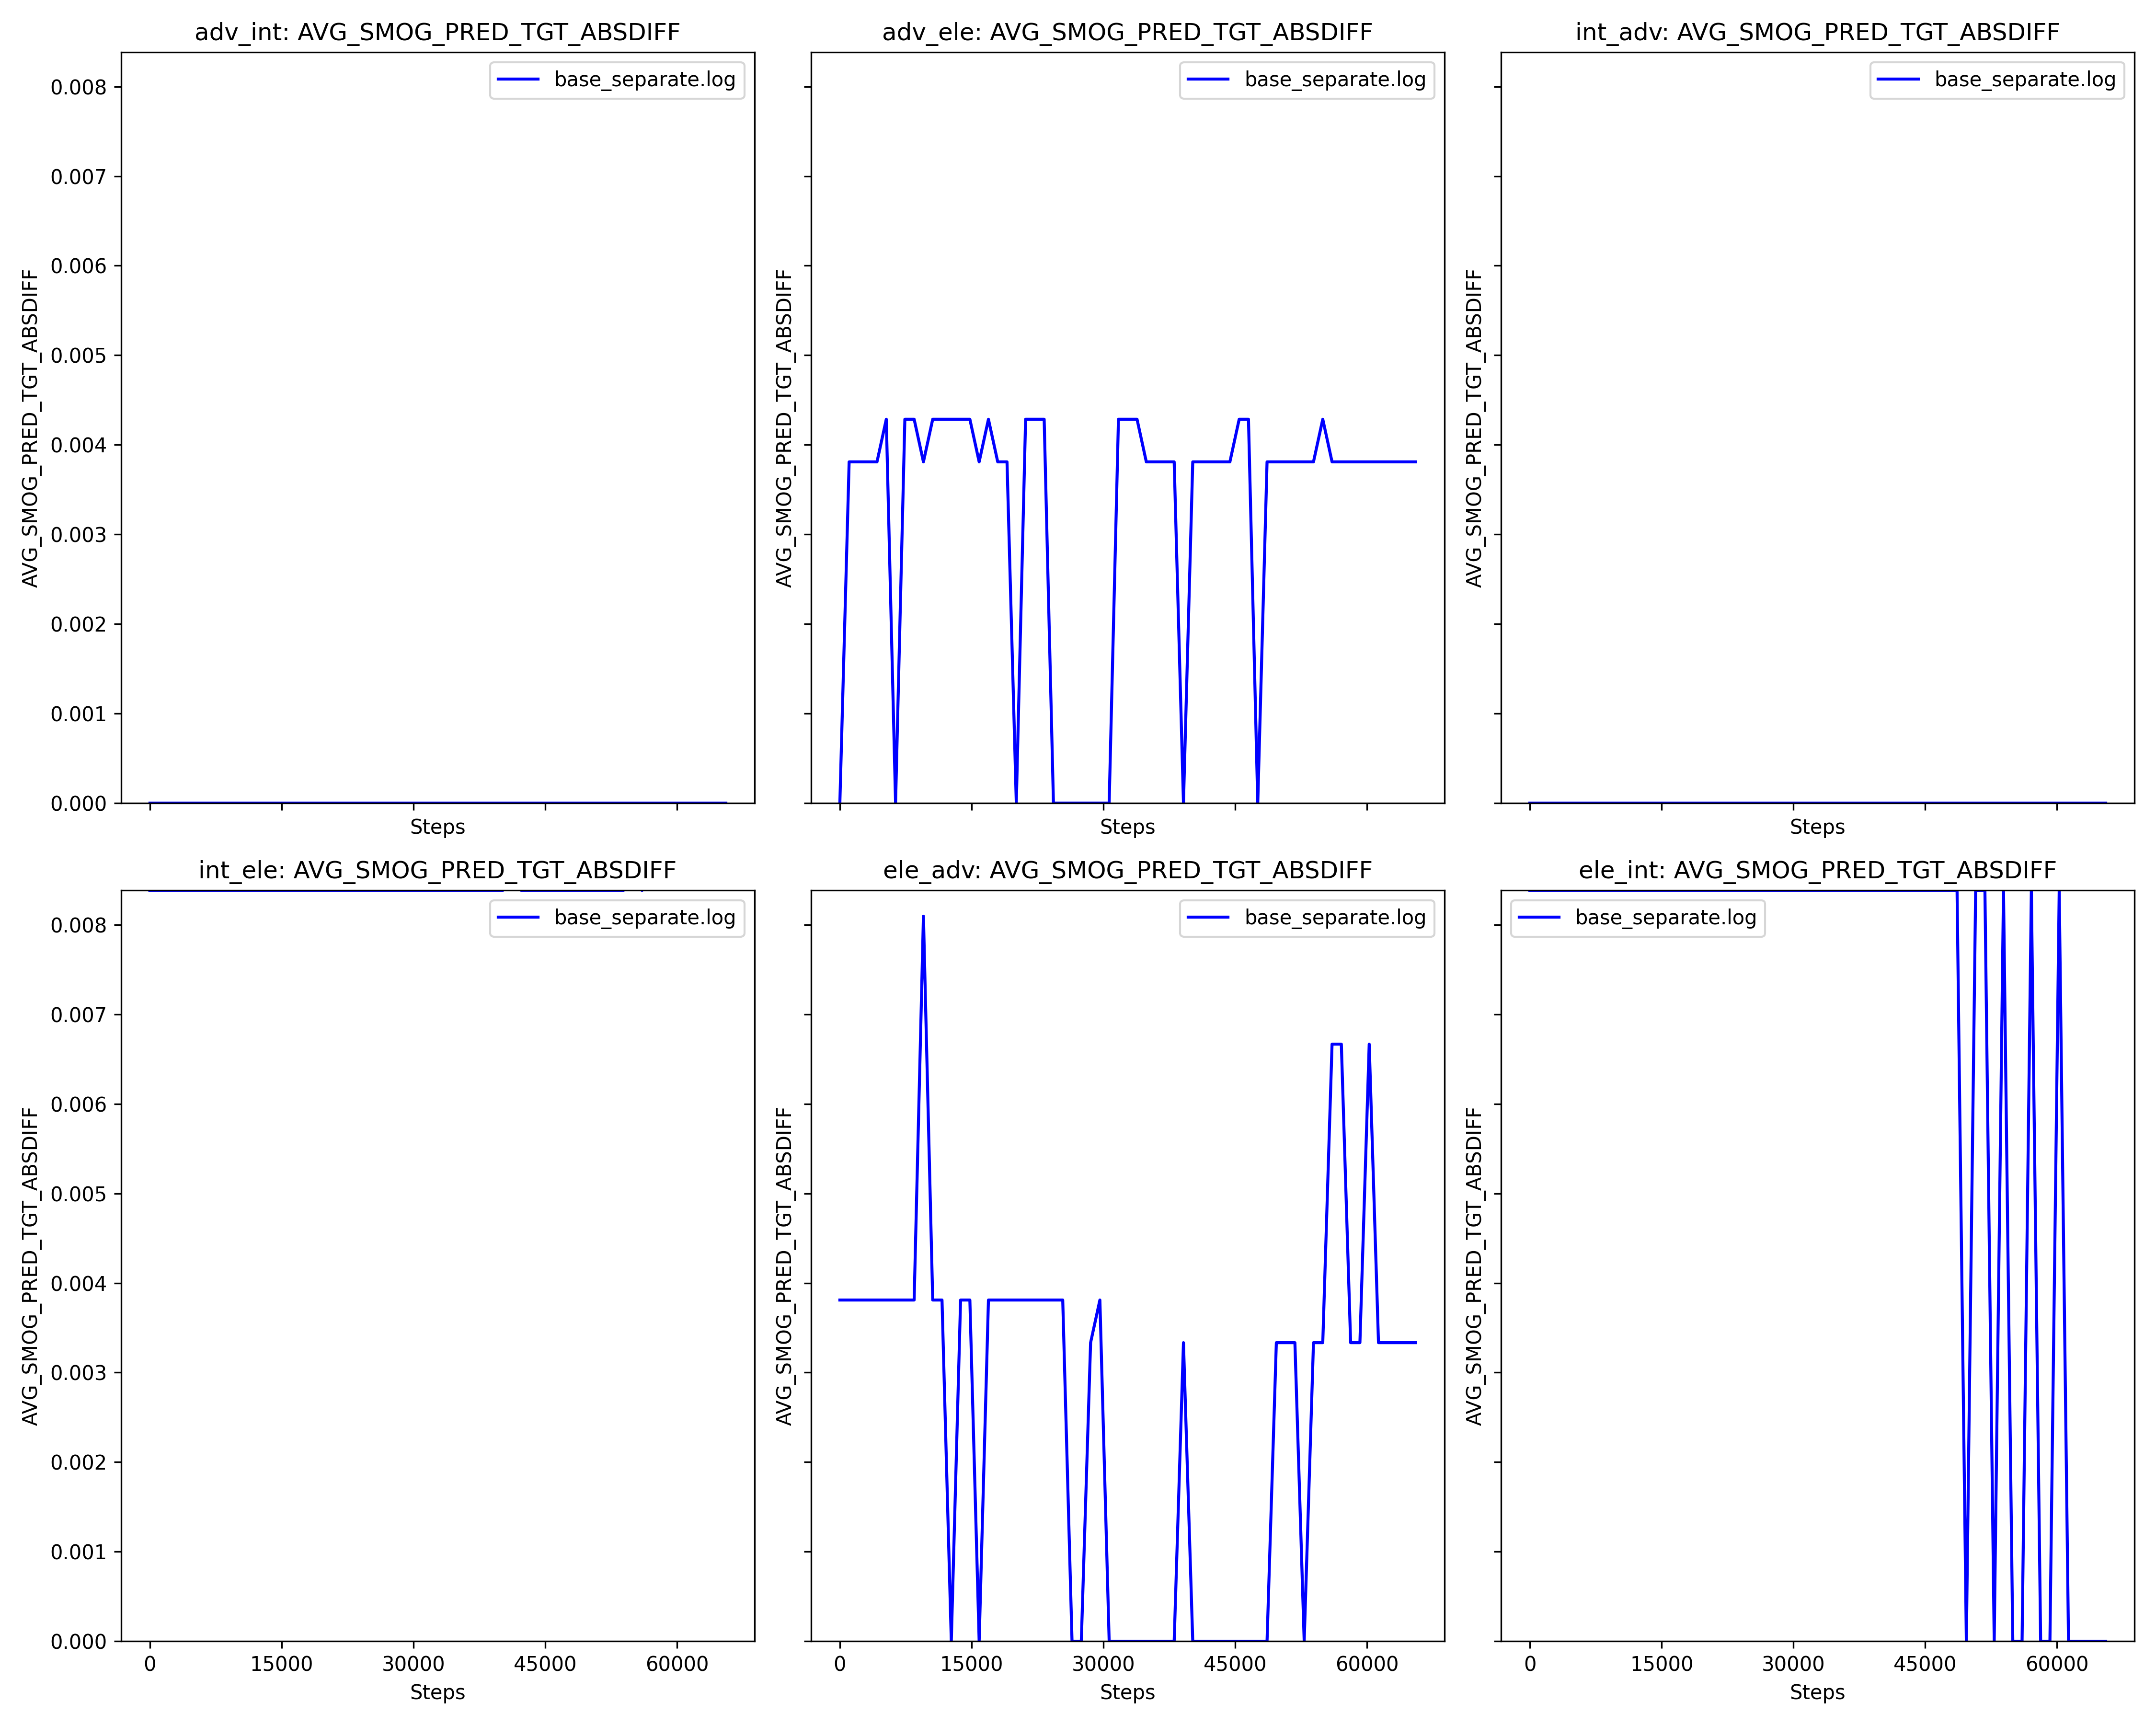 adv_int: AVG_SMOG_PRED_TGT_ABSDIFF
adv_ele: AVG_SMOG_PRED_TGT_ABSDIFF
int_adv: AVG_SMOG_PRED_TGT_ABSDIFF
base_separate.log
base_separate.log
base_separate.log
AVG_SMOG_PRED_TGT_ABSDIFF
0.008
0.007
0.006
0.005
0.004
0.003
0.002
0.001
0.000
AVG_SMOG_PRED_TGT_ABSDIFF
AVG_SMOG_PRED_TGT_ABSDIFF
Steps
Steps
Steps
int_ele: AVG_SMOG_PRED_TGT_ABSDIFF
ele_adv: AVG_SMOG_PRED_TGT_ABSDIFF
ele_int: AVG_SMOG_PRED_TGT_ABSDIFF
base_separate.log
base_separate.log
base_separate.log
AVG_SMOG_PRED_TGT_ABSDIFF
0.008
0.007
0.006
0.005
0.004
0.003
0.002
0.001
0.000
AVG_SMOG_PRED_TGT_ABSDIFF
AVG_SMOG_PRED_TGT_ABSDIFF
0 15000 30000 45000 60000
0 15000 30000 45000 60000
0 15000 30000 45000 60000
Steps
Steps
Steps